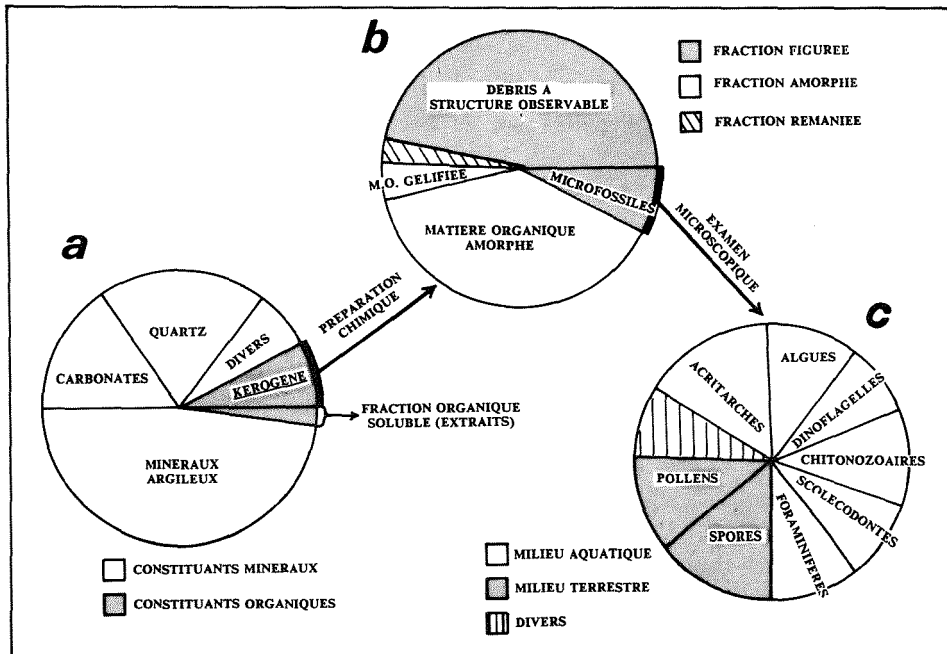 a
QUARTZ
DIVERS
CARBONATES
KEROGENE
MINERAUX
ARGILEUX
FRACTION ORGANIQUE
SOLUBLE (EXTRAITS)
CONSTITUANTS MINERAUX
CONSTITUANTS ORGANIQUES
PREPARATION
CHIMIQUE
b
DEBRIS A
STRUCTURE OBSERVABLE
M.O. GELIFIEE
MICROFOSSILES
MATIERE ORGANIQUE
AMORPHE
FRACTION FIGUREE
FRACTION AMORPHE
FRACTION REMANIEE
EXAMEN
MICROSCOPIQUE
c
ALGUES
ACRITARCHES
DINOFLAGELLES
CHITONOZOAIRES
SCOLECODONTES
FORAMINIFERES
POLLENS
SPORES
MILIEU AQUATIQUE
MILIEU TERRESTRE
DIVERS